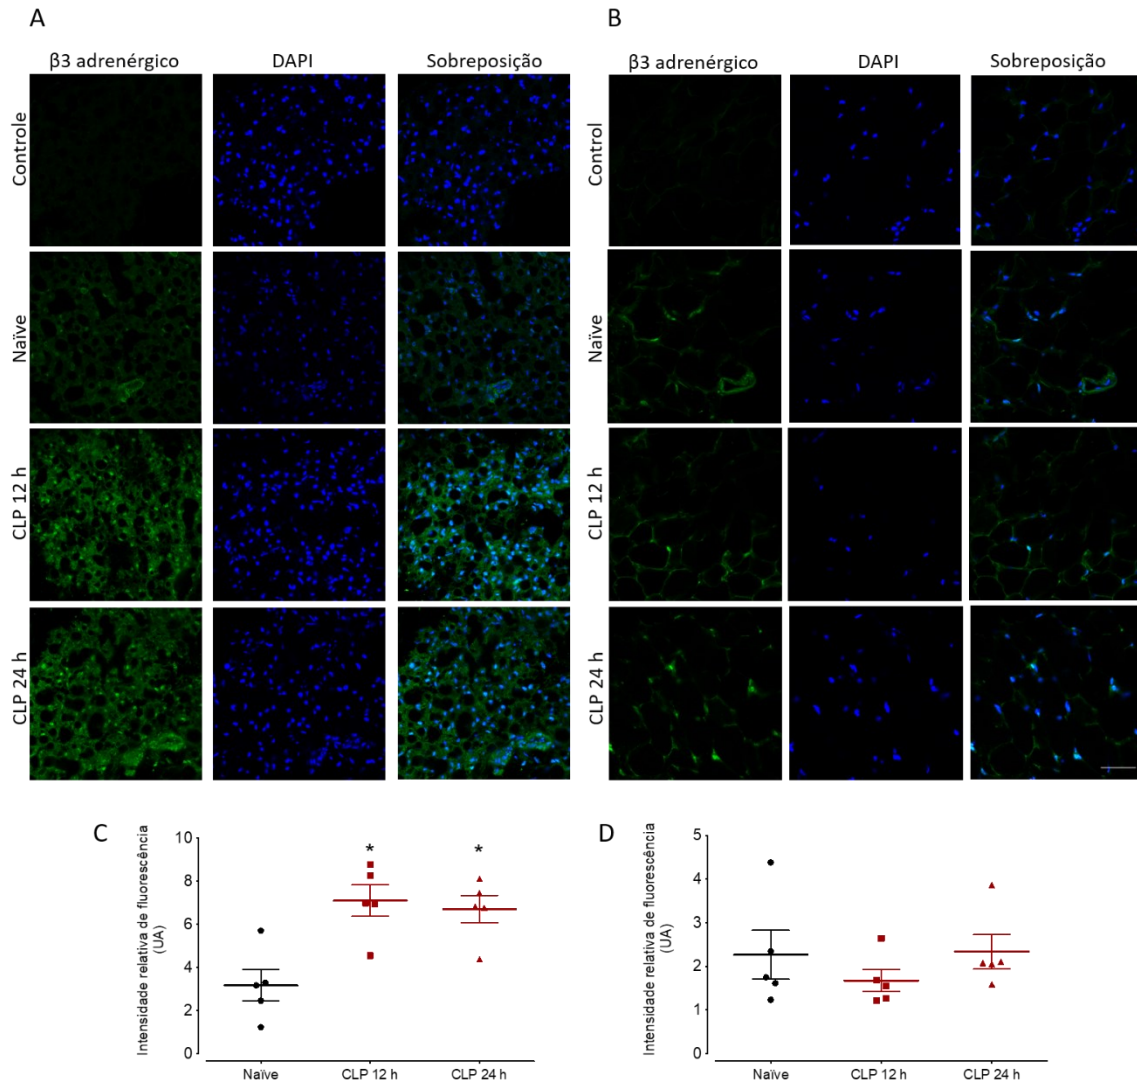 A
β3 adrenérgico DAPI Sobreposição
Controle
Naïve
CLP 12 h
CLP 24 h
B
β3 adrenérgico DAPI Sobreposição
Control
Naïve
CLP 12 h
CLP 24 h
C
Intensidade relativa de fluorescência
(UA)
10
8
6
4
2
0
* *
Naïve CLP 12 h CLP 24 h
D
Intensidade relativa de fluorescência
(UA)
5
4
3
2
1
0
Naïve CLP 12 h CLP 24 h